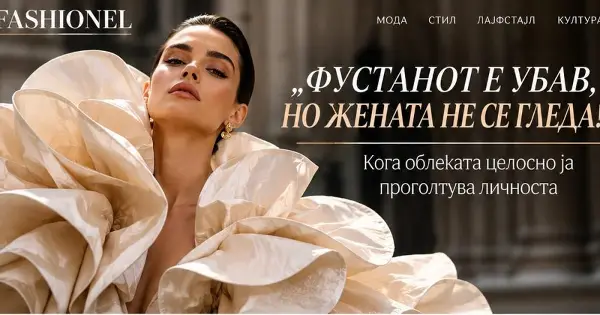 FASHIONEL
МОДА СТИЛ ЛАЈФСТАЈЛ КУЛТУРА
„ФУСТАНОТ Е УБАВ,
НО ЖЕНАТА НЕ СЕ ГЛЕДА!
Кога облеката целосно ја
проголтува личноста